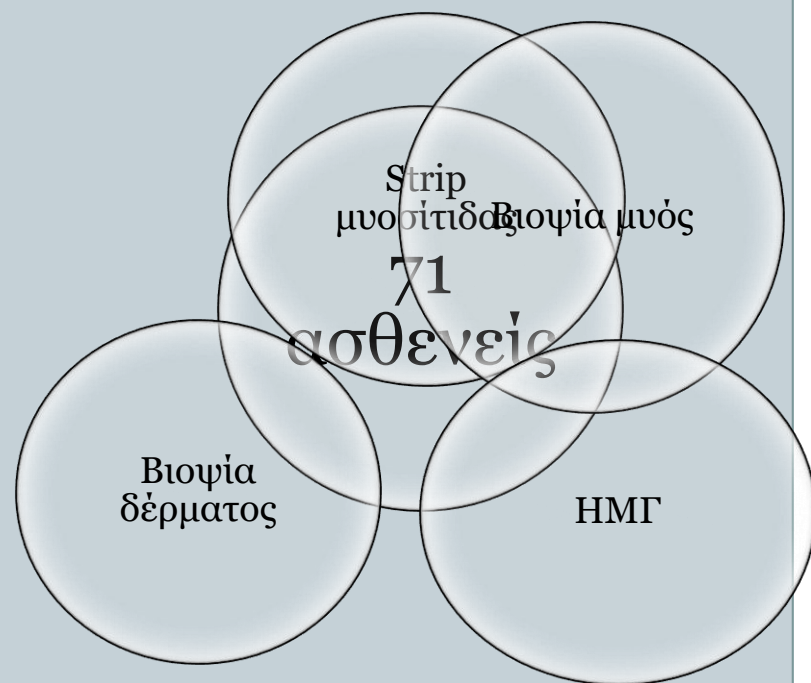 Strip
μυοσίτιδας
Βιοψία μυός
71
ασθενείς
Βιοψία
δέρματος
ΗΜΓ